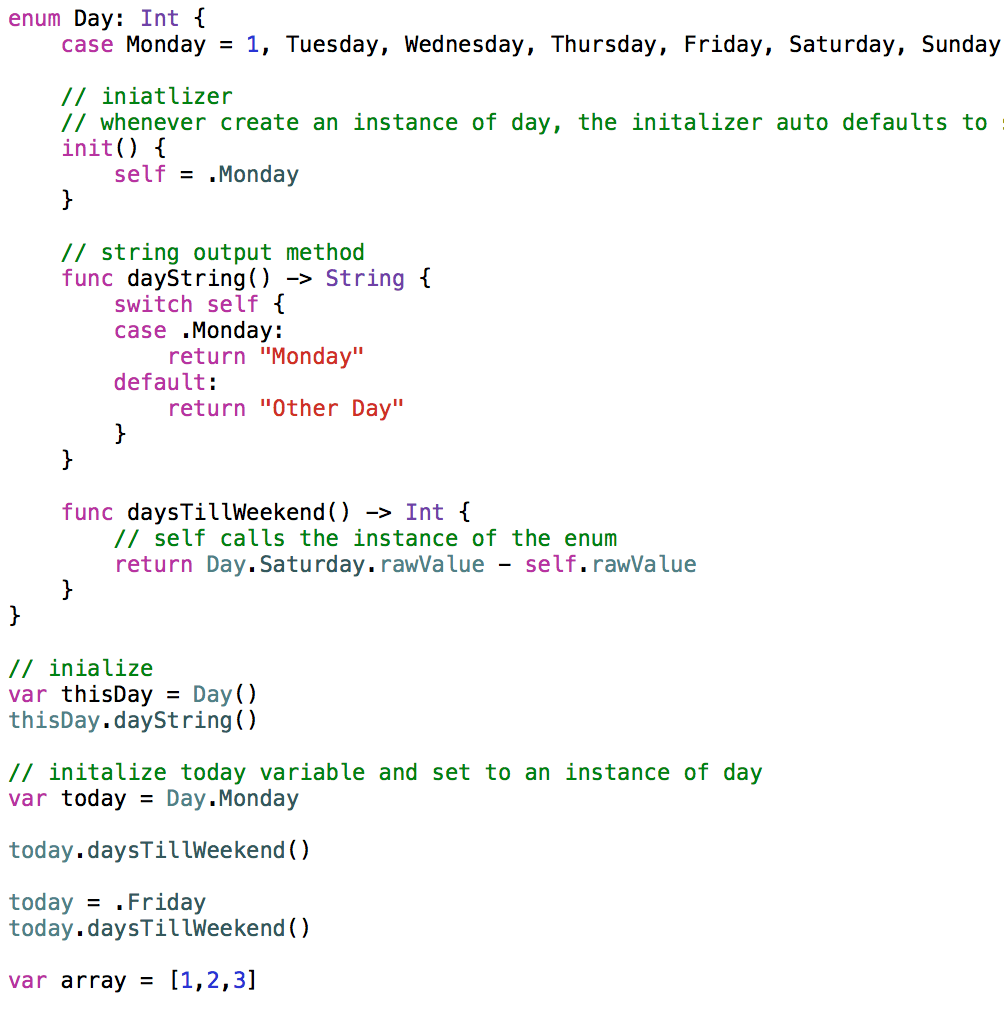 enum Day: Int {
    case Monday = 1, Tuesday, Wednesday, Thursday, Friday, Saturday, Sunday

    // iniatlizer
    // whenever create an instance of day, the initalizer auto defaults to
    init() {
        self = .Monday
    }

    // string output method
    func dayString() -> String {
        switch self {
        case .Monday:
            return "Monday"
        default:
            return "Other Day"
        }
    }

    func daysTillWeekend() -> Int {
        // self calls the instance of the enum
        return Day.Saturday.rawValue - self.rawValue
    }
}

// inialize
var thisDay = Day()
thisDay.dayString()

// initalize today variable and set to an instance of day
var today = Day.Monday

today.daysTillWeekend()

today = .Friday
today.daysTillWeekend()

var array = [1,2,3]